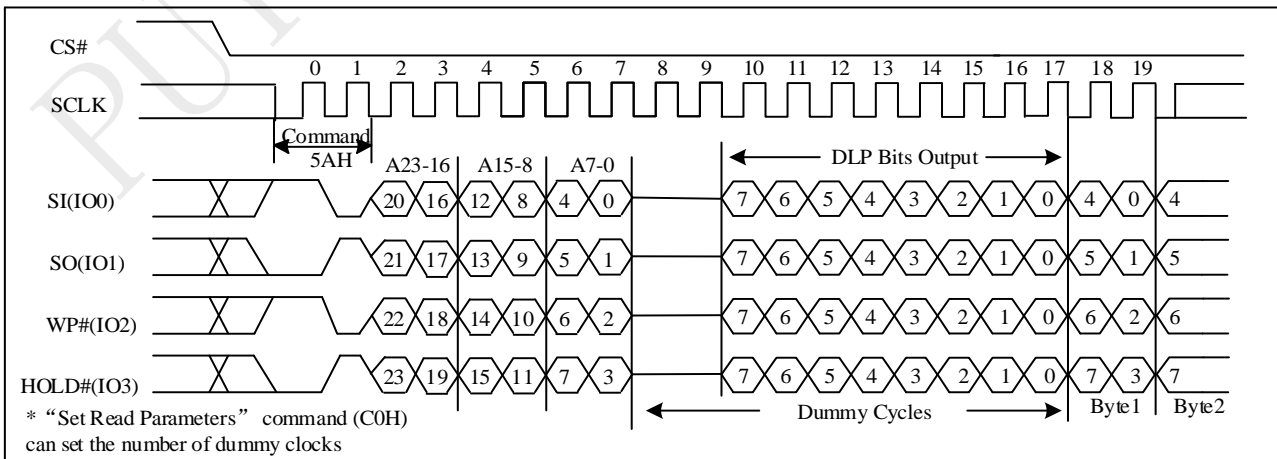 PU
CS#
0 1 2 3 4 5 6 7 8 9 10 11 12 13 14 15 16 17 18 19
SCLK
Command
5AH
A23-16 A15-8 A7-0 DLP Bits Output
SI(IO0) 20 16 12 8 4 0 7 6 5 4 3 2 1 0 4 0 4
SO(IO1) 21 17 13 9 5 1 7 6 5 4 3 2 1 0 5 1 5
WP#(IO2) 22 18 14 10 6 2 7 6 5 4 3 2 1 0 6 2 6
HOLD#(IO3) 23 19 15 11 7 3 7 6 5 4 3 2 1 0 7 3 7
Dummy Cycles Byte1 Byte2
* “Set Read Parameters” command (C0H)
can set the number of dummy clocks